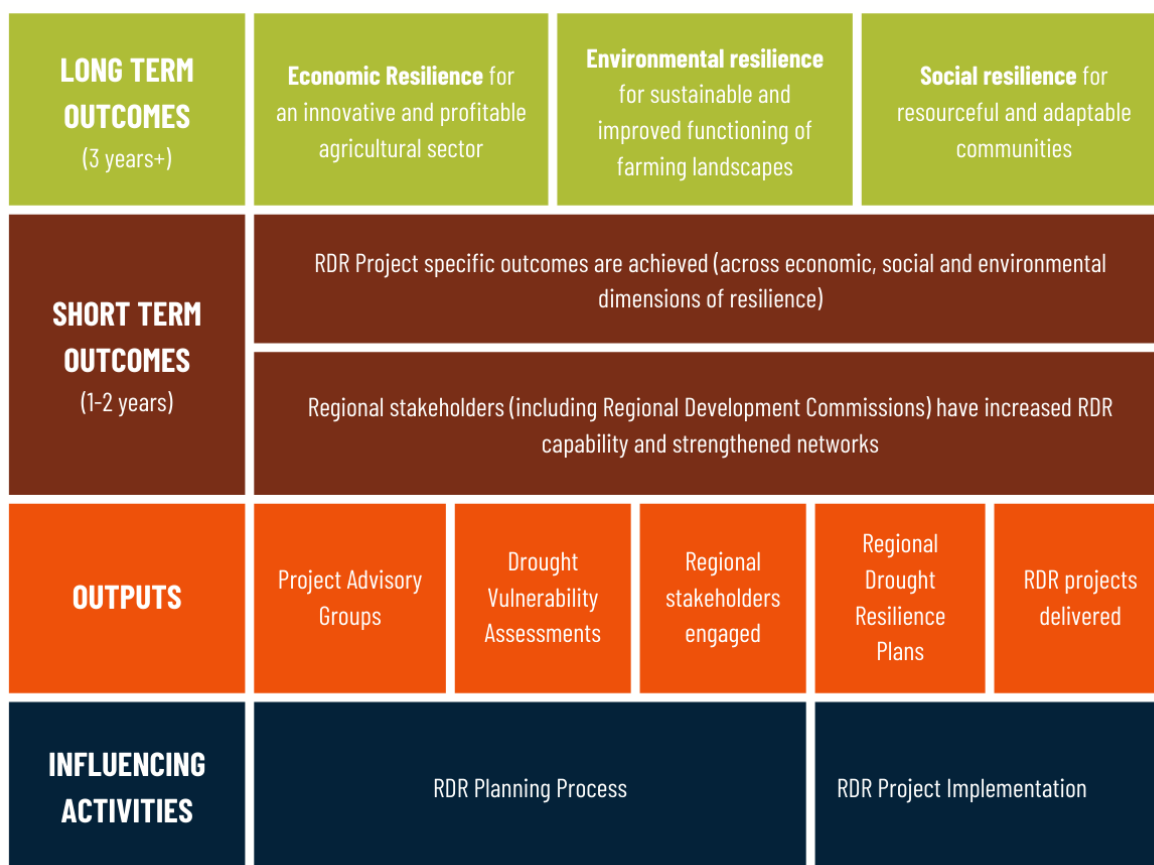 LONG TERM
OUTCOMES
(3 years+)
Economic Resilience for
an innovative and profitable
agricultural sector
Environmental resilience
for sustainable and
improved functioning of
farming landscapes
Social resilience for
resourceful and adaptable
communities
SHORT TERM
OUTCOMES
(1-2 years)
RDR Project specific outcomes are achieved (across economic, social and environmental
dimensions of resilience)
Regional stakeholders (including Regional Development Commissions) have increased RDR
capability and strengthened networks
OUTPUTS
Project Advisory
Groups
Drought
Vulnerability
Assessments
Regional
stakeholders
engaged
Regional
Drought
Resilience
Plans
RDR projects
delivered
INFLUENCING
ACTIVITIES
RDR Planning Process
RDR Project Implementation